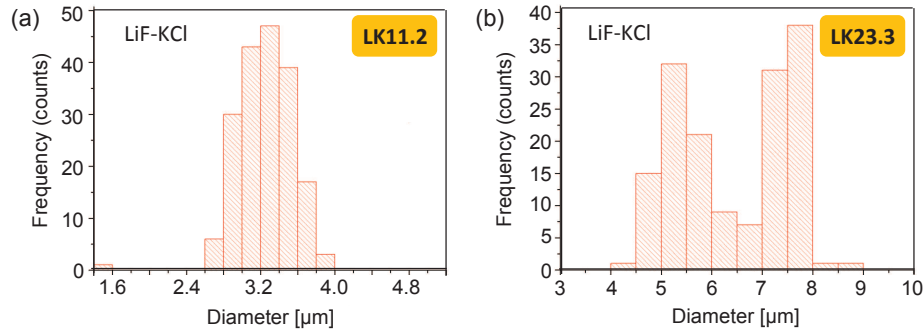 (a)
LiF-KCl
LK11.2
Frequency (counts)
50
40
30
20
10
0
1.6
2.4
3.2
4.0
4.8
Diameter [µm]
(b)
LiF-KCl
LK23.3
Frequency (counts)
40
35
30
25
20
15
10
5
0
3
4
5
6
7
8
9
10
Diameter [µm]